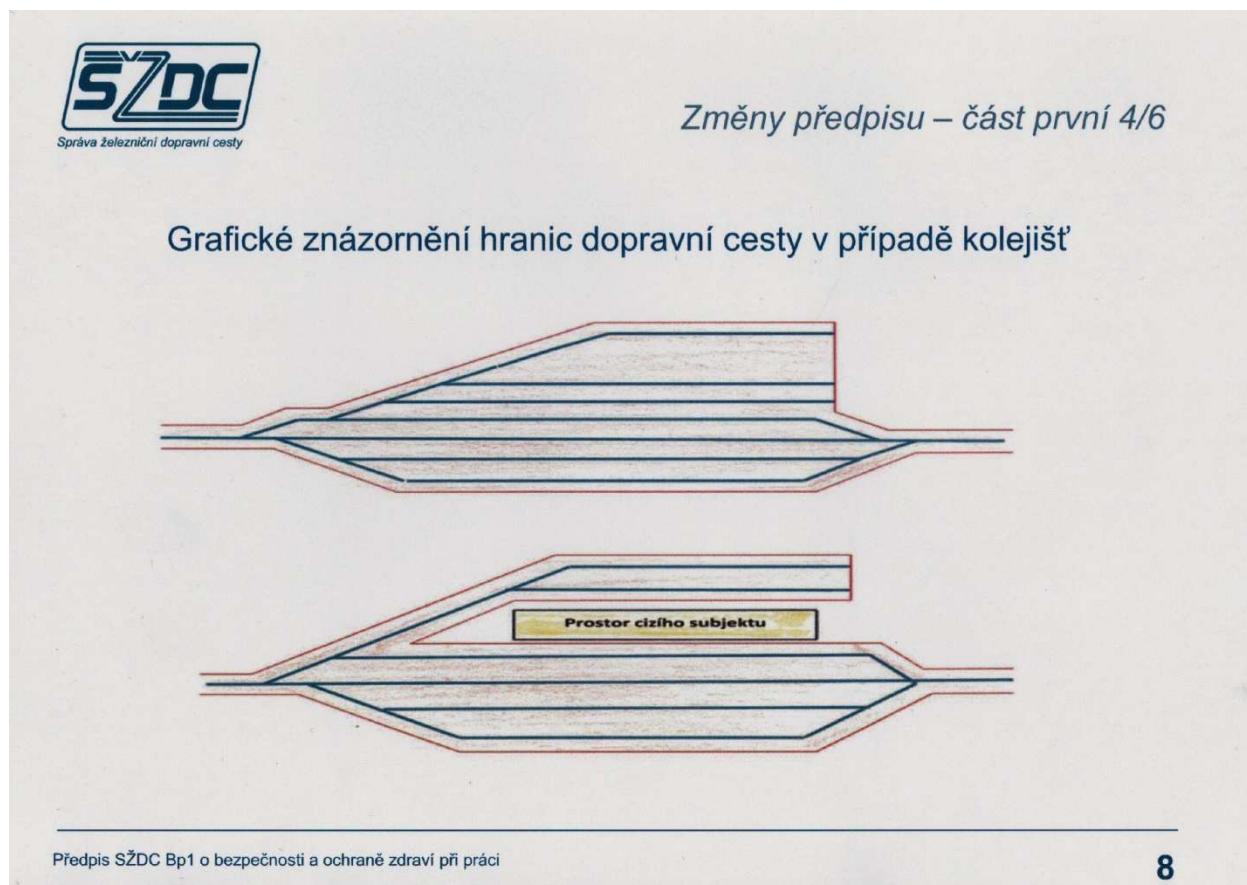 SŽDC
Správa železniční dopravní cesty
Změny předpisu – část první 4/6
Grafické znázornění hranic dopravní cesty v případě kolejišť
Prostor cizího subjektu
Předpis SŽDC Bp1 o bezpečnosti a ochraně zdraví při práci
8